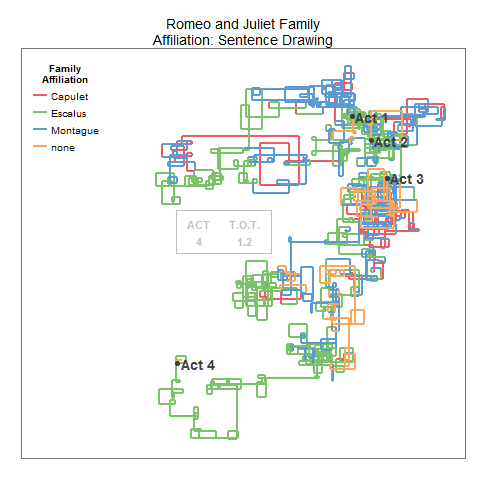 Romeo and Juliet Family
Affiliation: Sentence Drawing
Family
Affiliation
Capulet
Escalus
Montague
none
Act 1
Act 2
Act 3
ACT T.O.T.
4 1.2
Act 4